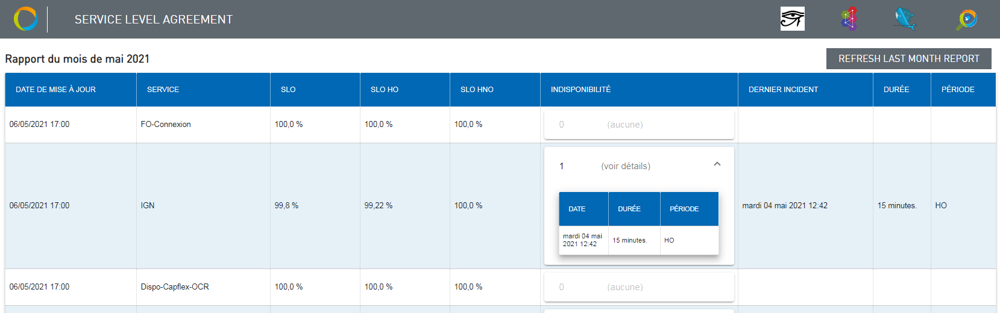 SERVICE LEVEL AGREEMENT
Rapport du mois de mai 2021
REFRESH LAST MONTH REPORT
DATE DE MISE À JOUR SERVICE SLO SLO HO SLO HNO INDISPONIBILITÉ DERNIER INCIDENT DURÉE PÉRIODE
06/05/2021 17:00 FO-Connexion 100,0 % 100,0 % 100,0 % 0 (aucune)
1 (voir détails)
DATE DURÉE PÉRIODE
06/05/2021 17:00 IGN 99,8 % 99,22 % 100,0 % mardi 04 mai 2021 12:42 15 minutes. HO
mardi 04 mai
2021 12:42 15 minutes. HO
06/05/2021 17:00 Dispo-Capflex-OCR 100,0 % 100,0 % 100,0 % 0 (aucune)